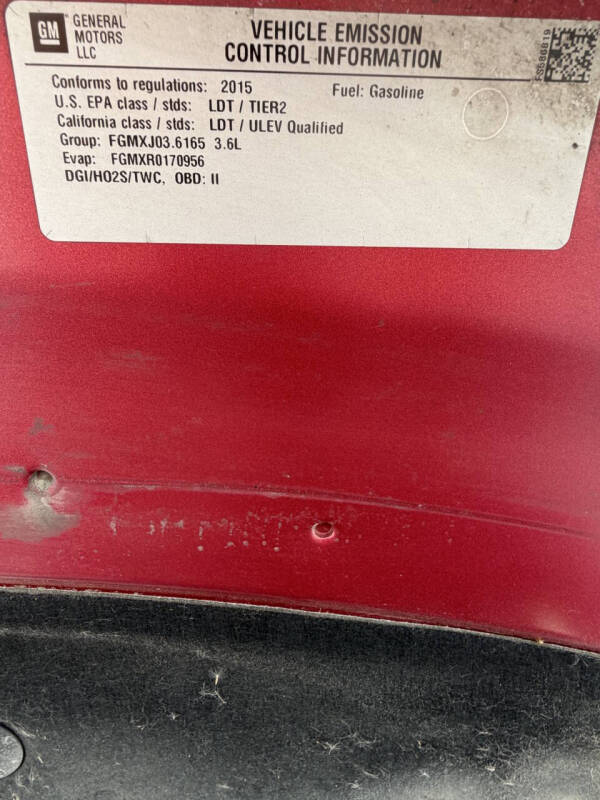 GM GENERAL MOTORS LLC
VEHICLE EMISSION
CONTROL INFORMATION
Conforms to regulations: 2015 Fuel: Gasoline
U.S. EPA class / stds: LDT / TIER2
California class / stds: LDT / ULEV Qualified
Group: FGMXJ03.6165 3.6L
Evap: FGMXR0170956
DGI/HO2S/TWC, OBD: II